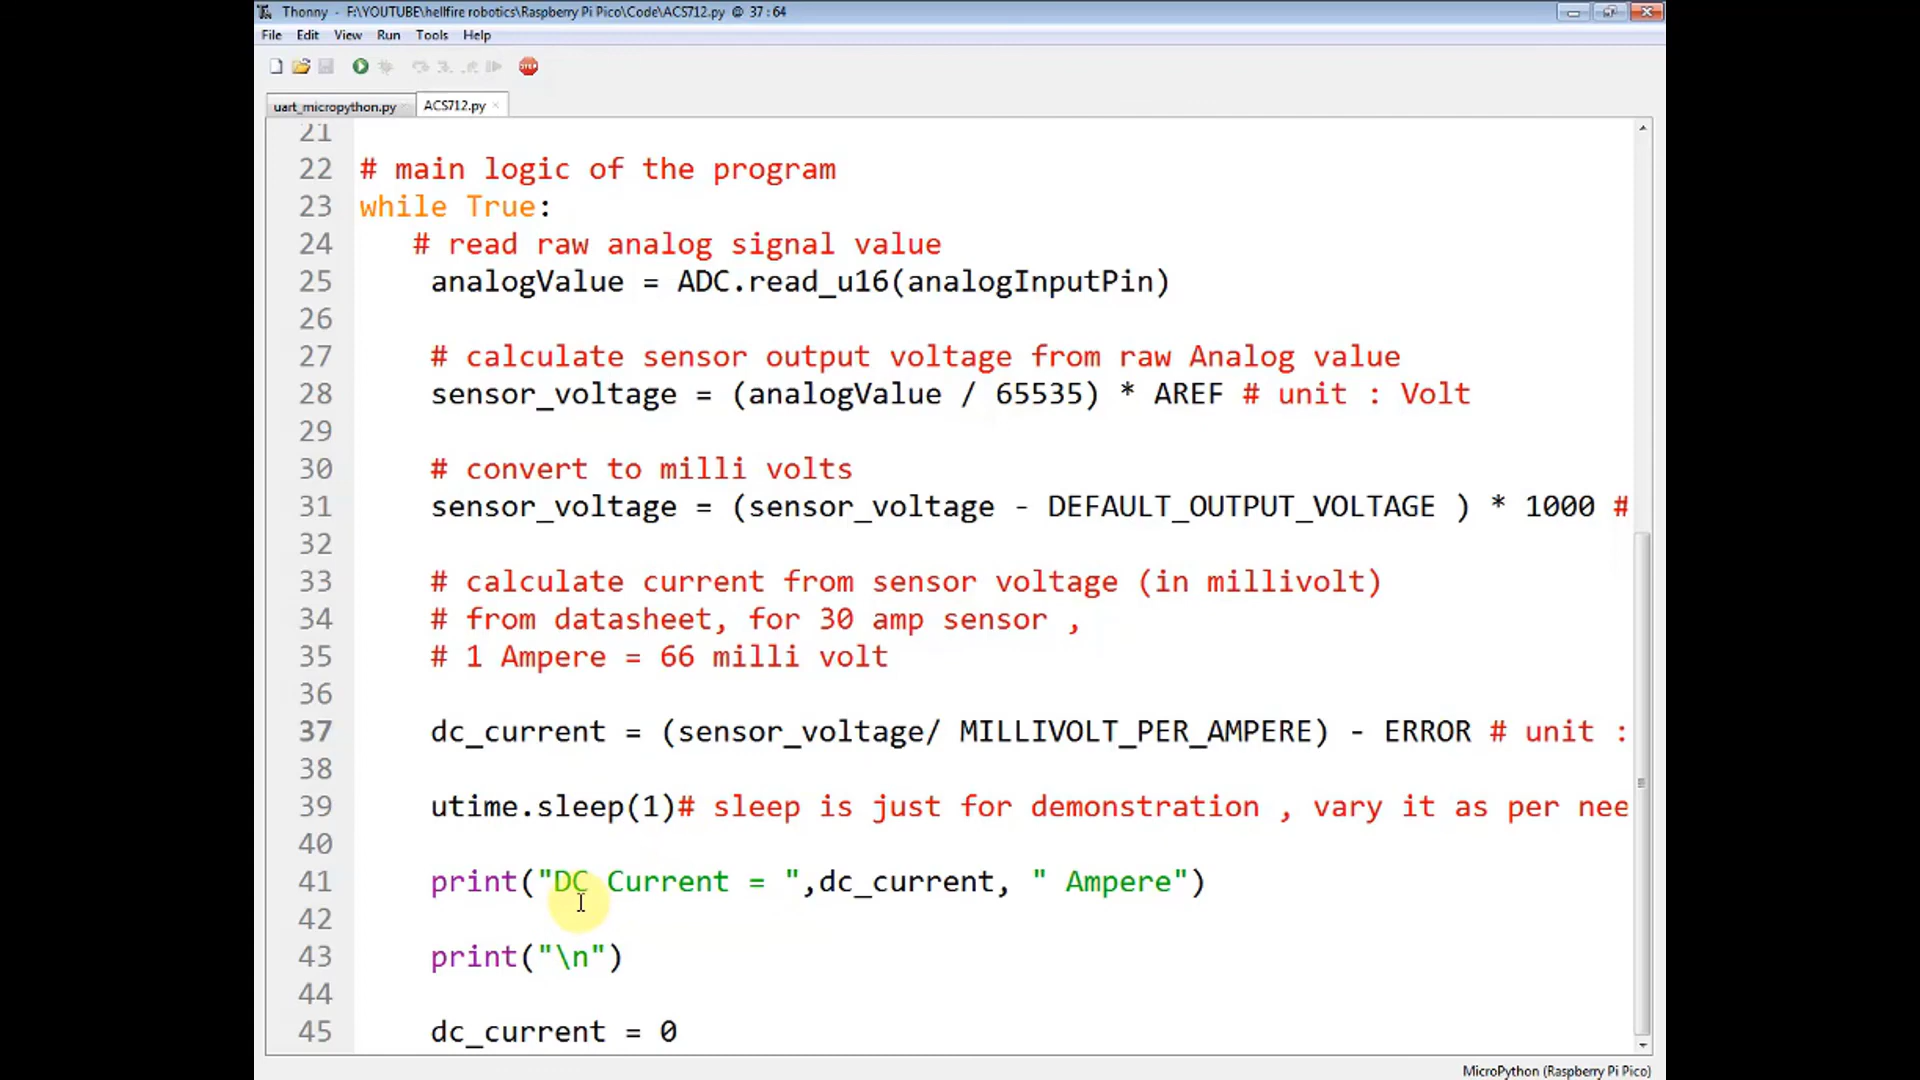 Thonny - F:\YOUTUBE\hellfire robotics\Raspberry Pi Pico\Code\ACS712.py @ 37 : 64
File Edit View Run Tools Help
STOP
uart_micropython.py × ACS712.py ×
21
22 # main logic of the program
23 while True:
24 # read raw analog signal value
25 analogValue = ADC.read_u16(analogInputPin)
26
27 # calculate sensor output voltage from raw Analog value
28 sensor_voltage = (analogValue / 65535) * AREF # unit : Volt
29
30 # convert to milli volts
31 sensor_voltage = (sensor_voltage - DEFAULT_OUTPUT_VOLTAGE ) * 1000 #
32
33 # calculate current from sensor voltage (in millivolt)
34 # from datasheet, for 30 amp sensor ,
35 # 1 Ampere = 66 milli volt
36
37 dc_current = (sensor_voltage/ MILLIVOLT_PER_AMPERE) - ERROR # unit :
38
39 utime.sleep(1)# sleep is just for demonstration , vary it as per nee
40
41 print("DC Current = ",dc_current, " Ampere")
42
43 print("\n")
44
45 dc_current = 0
MicroPython (Raspberry Pi Pico)